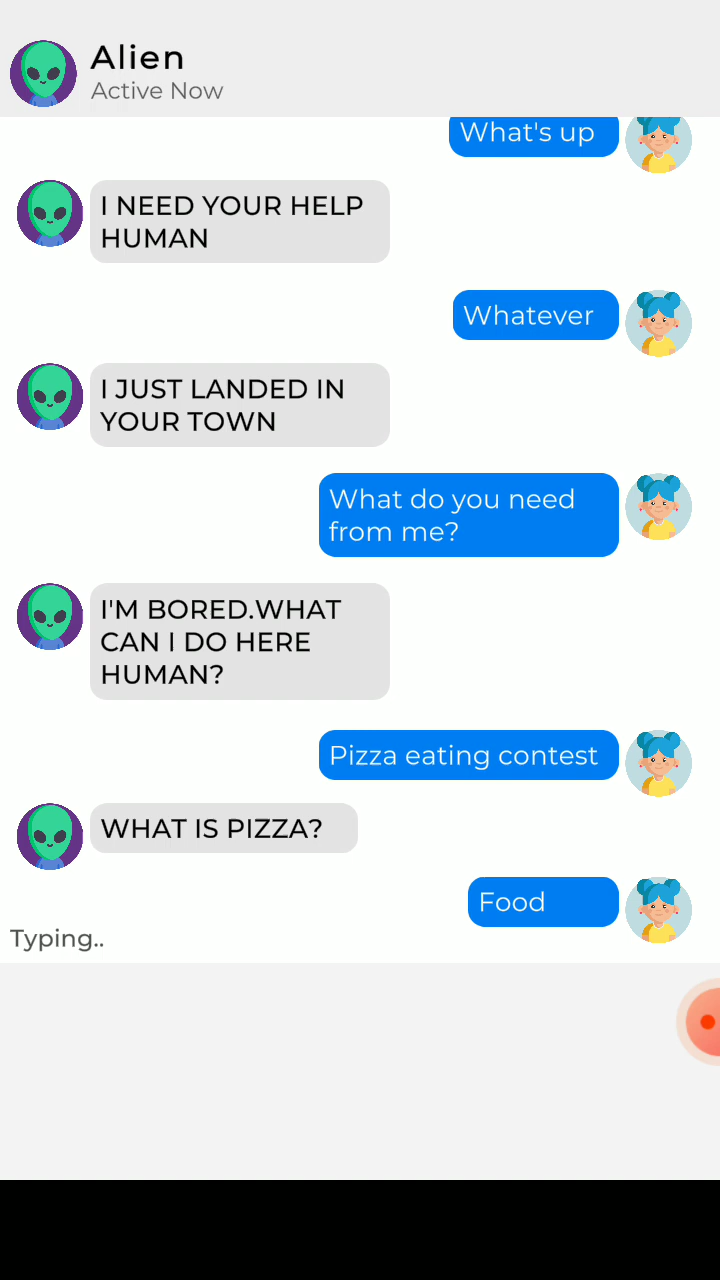 Alien
Active Now
What's up
I NEED YOUR HELP
HUMAN
Whatever
I JUST LANDED IN
YOUR TOWN
What do you need
from me?
I'M BORED.WHAT
CAN I DO HERE
HUMAN?
Pizza eating contest
WHAT IS PIZZA?
Food
Typing..